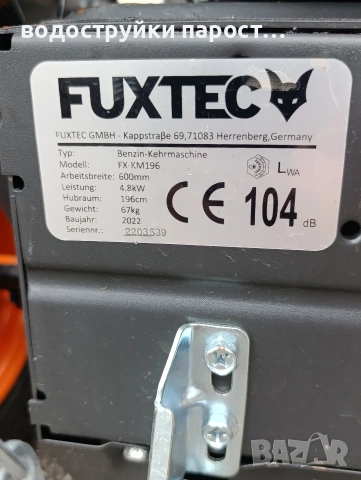 водоструйки парост...
FUXTEC
FUXTEC GMBH - Kappstraße 69,71083 Herrenberg,Germany
Typ: Benzin-Kehrmaschine
Modell: FX-KM196
Arbeitsbreite: 600mm
Leistung: 4.8kW
Hubraum: 196cm
Gewicht: 67kg
Baujahr: 2022
Seriennr.: 2203539
LWA
CE 104 dB
BAZAR